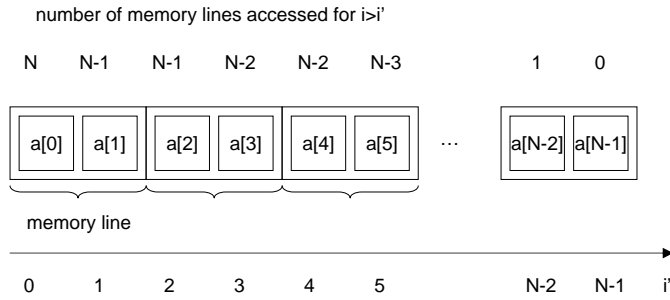 number of memory lines accessed for i>i'
N N-1 N-1 N-2 N-2 N-3 1 0
a[0] a[1] a[2] a[3] a[4] a[5] ... a[N-2] a[N-1]
memory line
0 1 2 3 4 5 N-2 N-1 i'